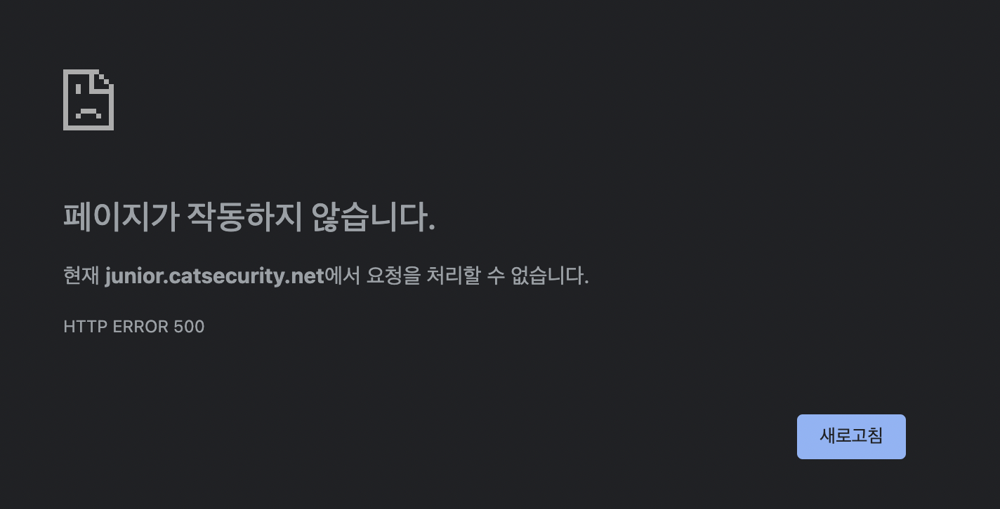 페이지가 작동하지 않습니다.
현재 junior.catsecurity.net에서 요청을 처리할 수 없습니다.
HTTP ERROR 500
새로고침